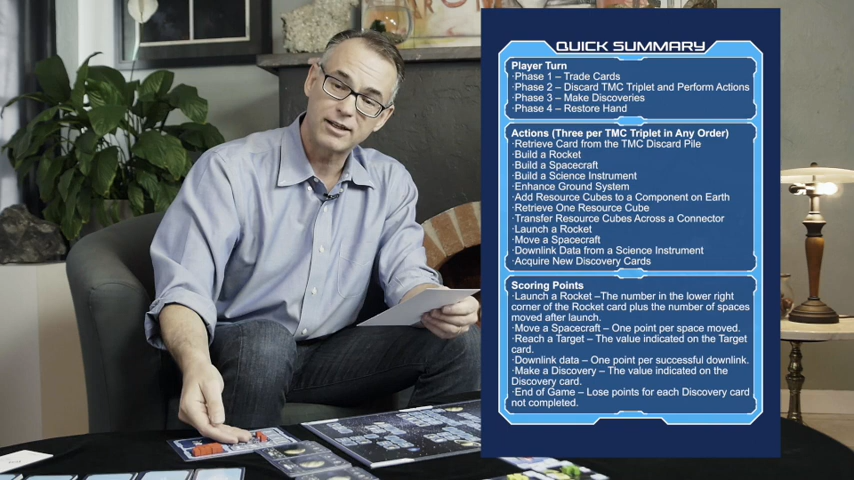 QUICK SUMMARY
Player Turn
·Phase 1 – Trade Cards
·Phase 2 – Discard TMC Triplet and Perform Actions
·Phase 3 – Make Discoveries
·Phase 4 – Restore Hand
Actions (Three per TMC Triplet in Any Order)
·Retrieve Card from the TMC Discard Pile
·Build a Rocket
·Build a Spacecraft
·Build a Science Instrument
·Enhance Ground System
·Add Resource Cubes to a Component on Earth
·Retrieve One Resource Cube
·Transfer Resource Cubes Across a Connector
·Launch a Rocket
·Move a Spacecraft
·Downlink Data from a Science Instrument
·Acquire New Discovery Cards
Scoring Points
·Launch a Rocket –The number in the lower right
corner of the Rocket card plus the number of spaces
moved after launch.
·Move a Spacecraft – One point per space moved.
·Reach a Target – The value indicated on the Target
card.
·Downlink data – One point per successful downlink.
·Make a Discovery – The value indicated on the
Discovery card.
·End of Game – Lose points for each Discovery card
not completed.